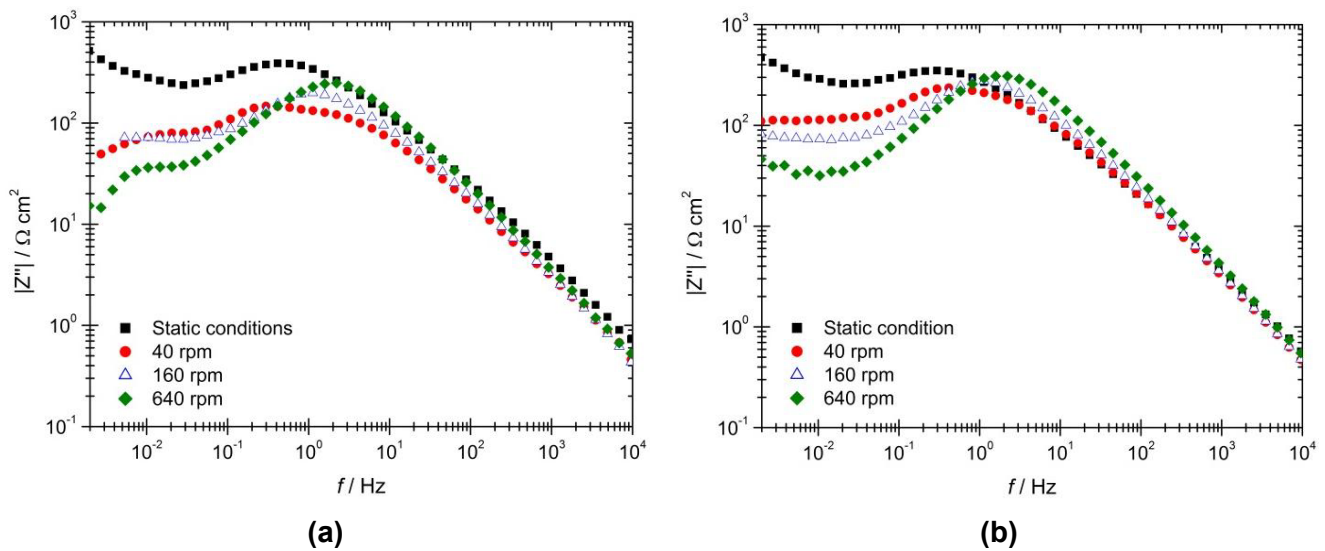 10³
10²
10¹
10⁰
10⁻¹
|Z''| / Ω cm²
Static conditions
40 rpm
160 rpm
640 rpm
10⁻² 10⁻¹ 10⁰ 10¹ 10² 10³ 10⁴
f / Hz
(a)
10³
10²
10¹
10⁰
10⁻¹
|Z''| / Ω cm²
Static condition
40 rpm
160 rpm
640 rpm
10⁻² 10⁻¹ 10⁰ 10¹ 10² 10³ 10⁴
f / Hz
(b)